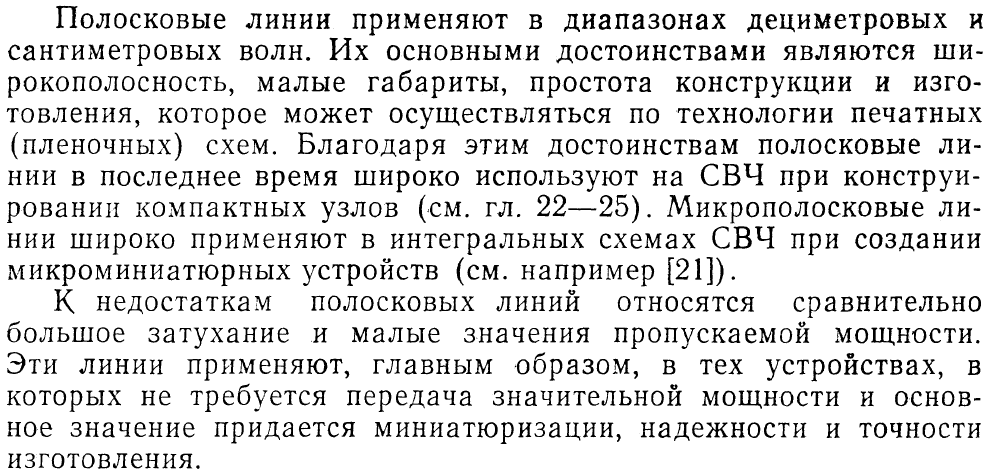 Полосковые линии применяют в диапазонах дециметровых и
сантиметровых волн. Их основными достоинствами являются ши-
рокополосность, малые габариты, простота конструкции и изго-
товления, которое может осуществляться по технологии печатных
(пленочных) схем. Благодаря этим достоинствам полосковые ли-
нии в последнее время широко используют на СВЧ при конструи-
ровании компактных узлов (см. гл. 22—25). Микрополосковые ли-
нии широко применяют в интегральных схемах СВЧ при создании
микроминиатюрных устройств (см. например [21]).
К недостаткам полосковых линий относятся сравнительно
большое затухание и малые значения пропускаемой мощности.
Эти линии применяют, главным образом, в тех устройствах, в
которых не требуется передача значительной мощности и основ-
ное значение придается миниатюризации, надежности и точности
изготовления.